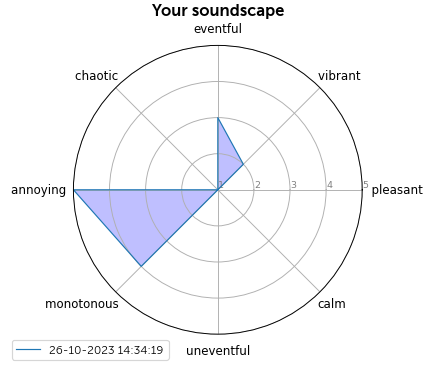 Your soundscape
eventful
chaotic
vibrant
annoying
1 2 3 4 5
pleasant
monotonous
calm
26-10-2023 14:34:19
uneventful